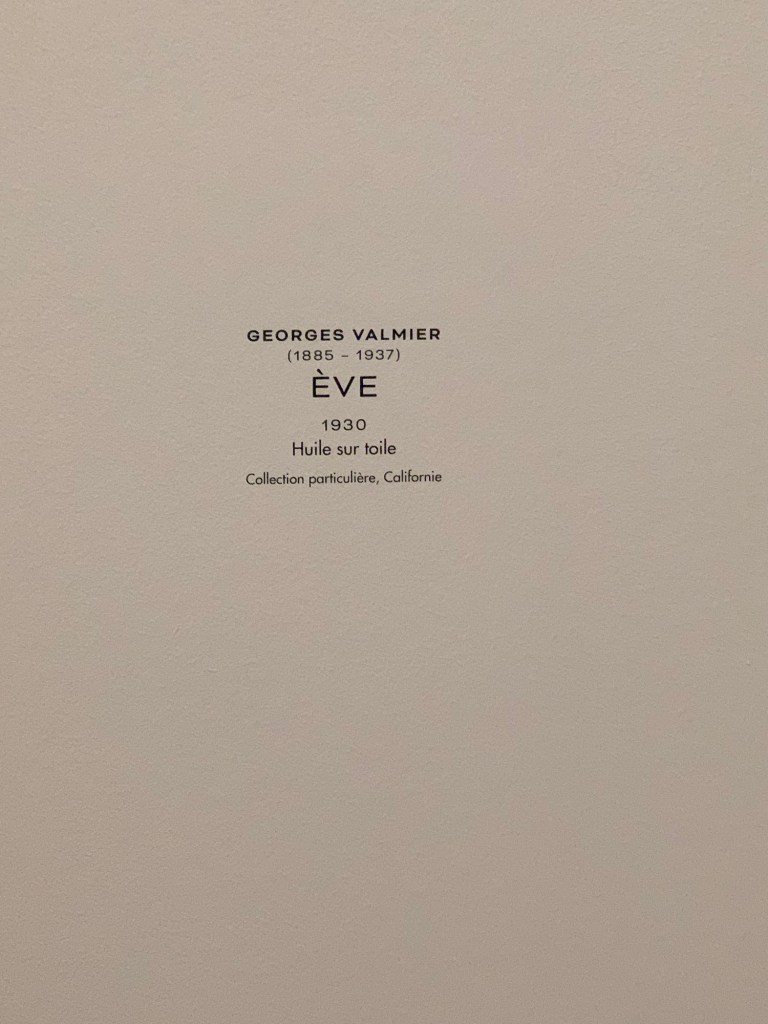 GEORGES VALMIER
(1885 – 1937)
ÈVE
1930
Huile sur toile
Collection particulière, Californie